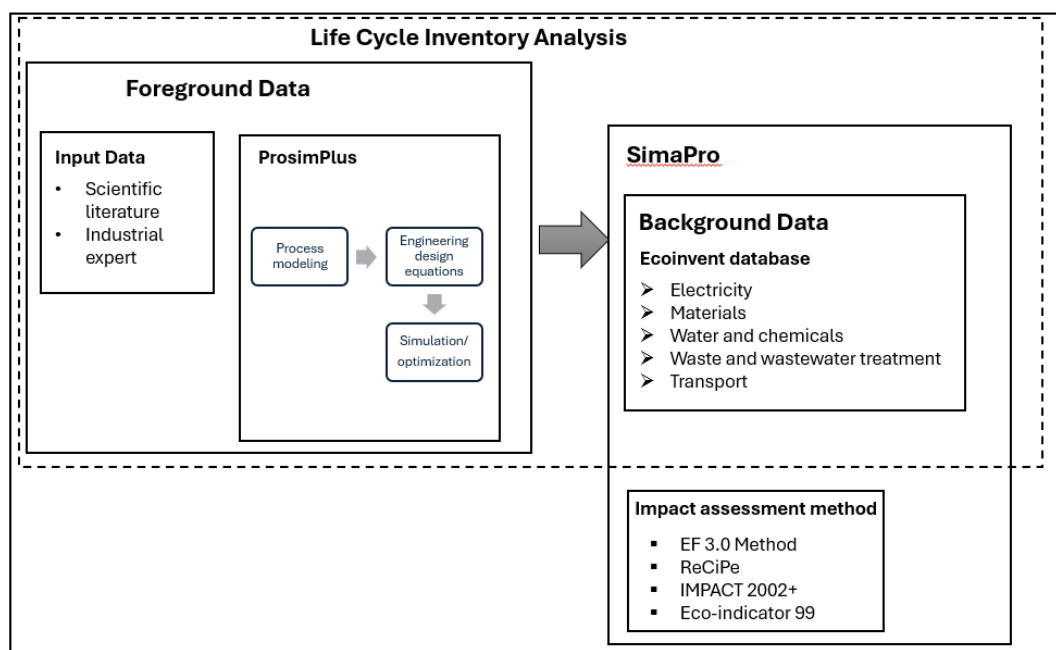 Life Cycle Inventory Analysis
Foreground Data
Input Data
• Scientific
literature
• Industrial
expert
ProsimPlus
Process
modeling
Engineering
design
equations
Simulation/
optimization
SimaPro
Background Data
Ecoinvent database
➢ Electricity
➢ Materials
➢ Water and chemicals
➢ Waste and wastewater treatment
➢ Transport
Impact assessment method
▪ EF 3.0 Method
▪ ReCiPe
▪ IMPACT 2002+
▪ Eco-indicator 99